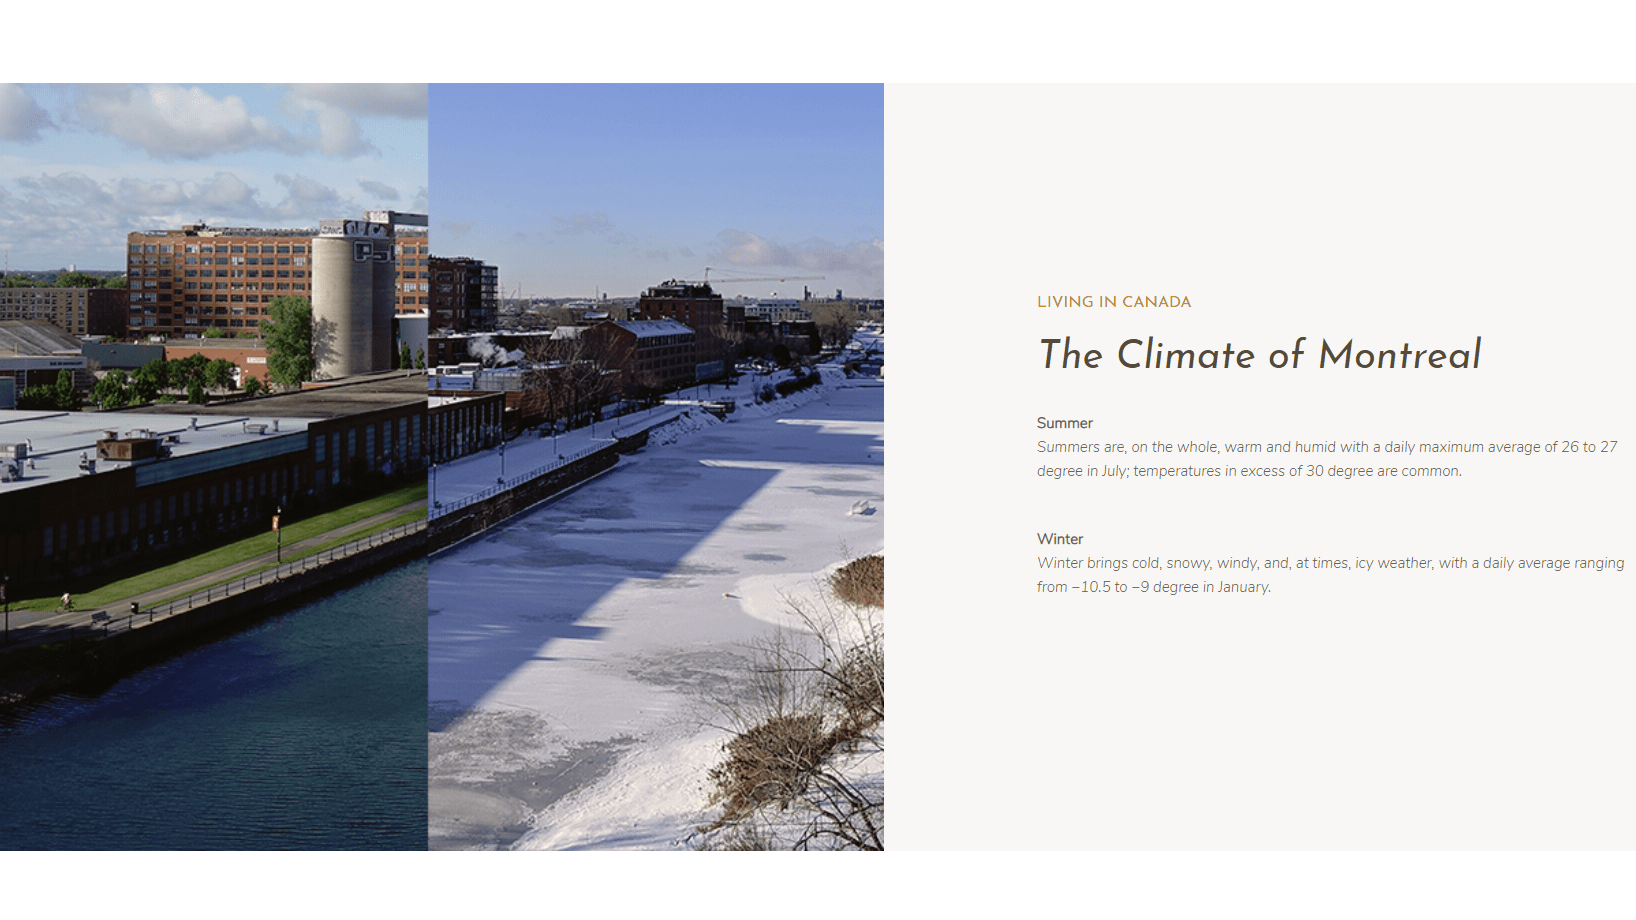 LIVING IN CANADA
The Climate of Montreal
Summer
Summers are, on the whole, warm and humid with a daily maximum average of 26 to 27
degree in July; temperatures in excess of 30 degree are common.
Winter
Winter brings cold, snowy, windy, and, at times, icy weather, with a daily average ranging
from −10.5 to −9 degree in January.